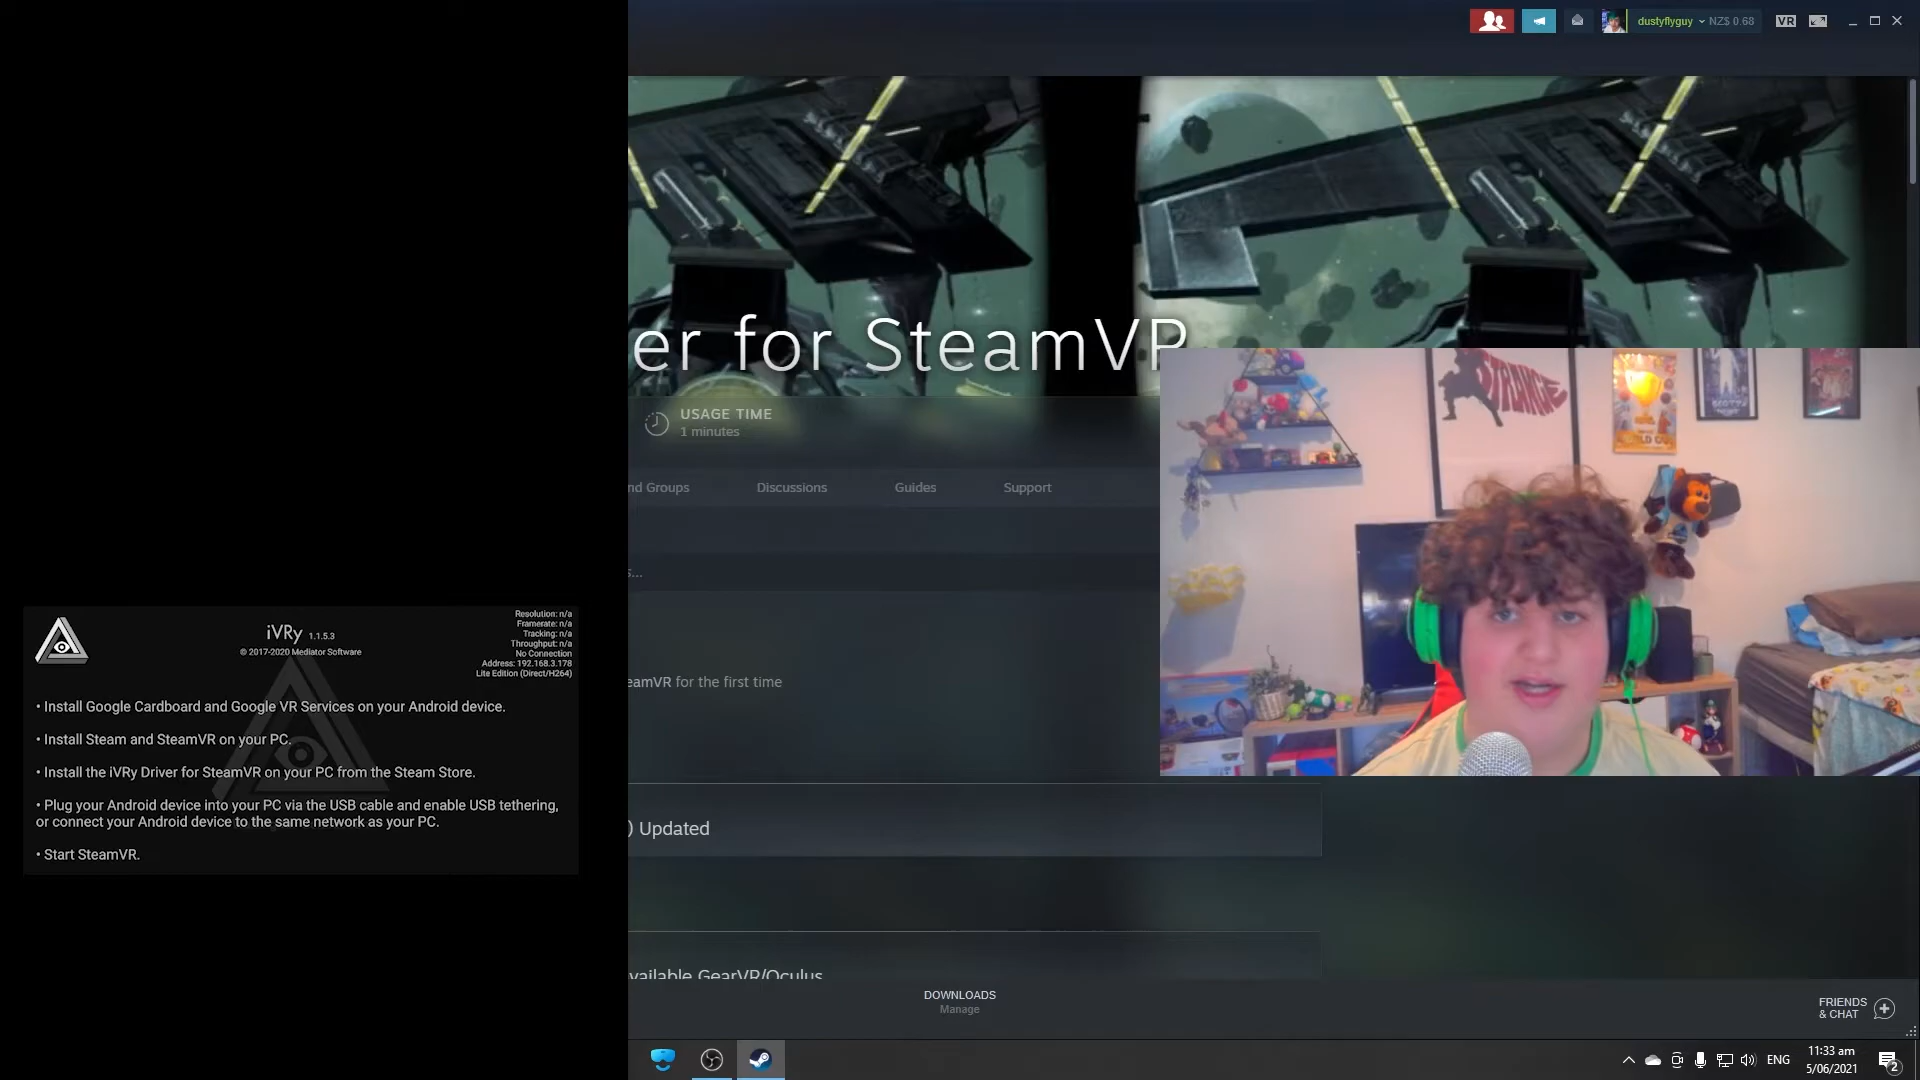 dustyflyguy NZ$ 0.68
VR
er for SteamVR
USAGE TIME
1 minutes
nd Groups
Discussions
Guides
Support
s...
eamVR for the first time
) Updated
vailable GearVR/Oculus
STRANGE
iVRy 1.1.5.3
© 2017-2020 Mediator Software
Resolution: n/a
Framerate: n/a
Tracking: n/a
Throughput: n/a
No Connection
Address: 192.168.3.178
Lite Edition (Direct/H264)
• Install Google Cardboard and Google VR Services on your Android device.
• Install Steam and SteamVR on your PC.
• Install the iVRy Driver for SteamVR on your PC from the Steam Store.
• Plug your Android device into your PC via the USB cable and enable USB tethering,
or connect your Android device to the same network as your PC.
• Start SteamVR.
DOWNLOADS
Manage
FRIENDS
& CHAT
ENG
11:33 am
5/06/2021
2